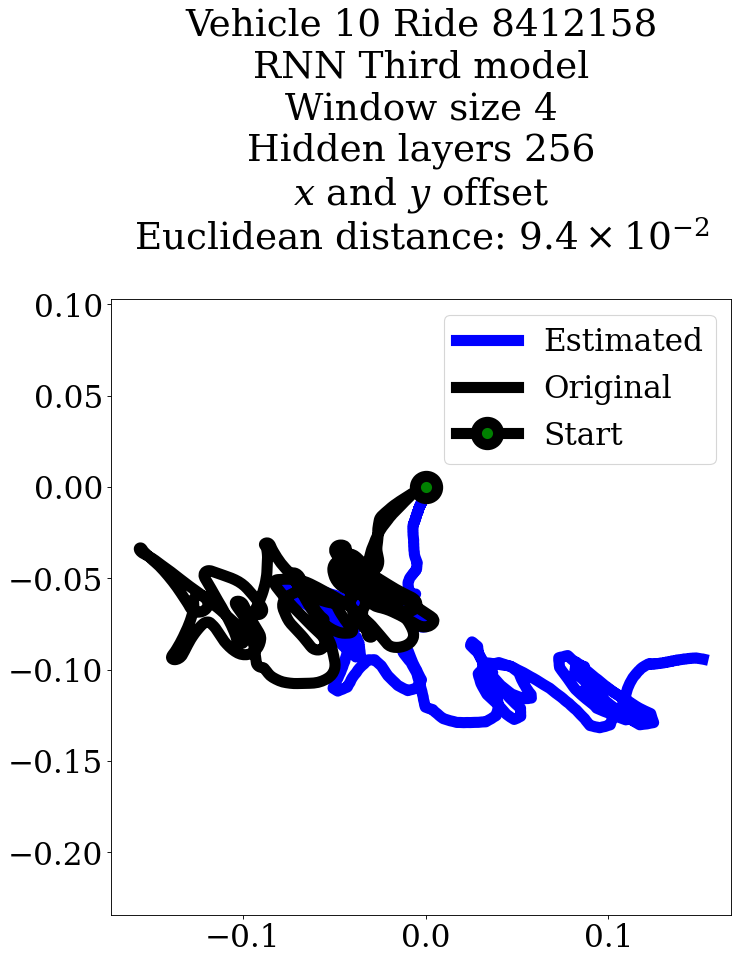 Vehicle 10 Ride 8412158
RNN Third model
Window size 4
Hidden layers 256
x and y offset
Euclidean distance: 9.4 × 10⁻²
Estimated
Original
Start
0.10
0.05
0.00
−0.05
−0.10
−0.15
−0.20
−0.1
0.0
0.1